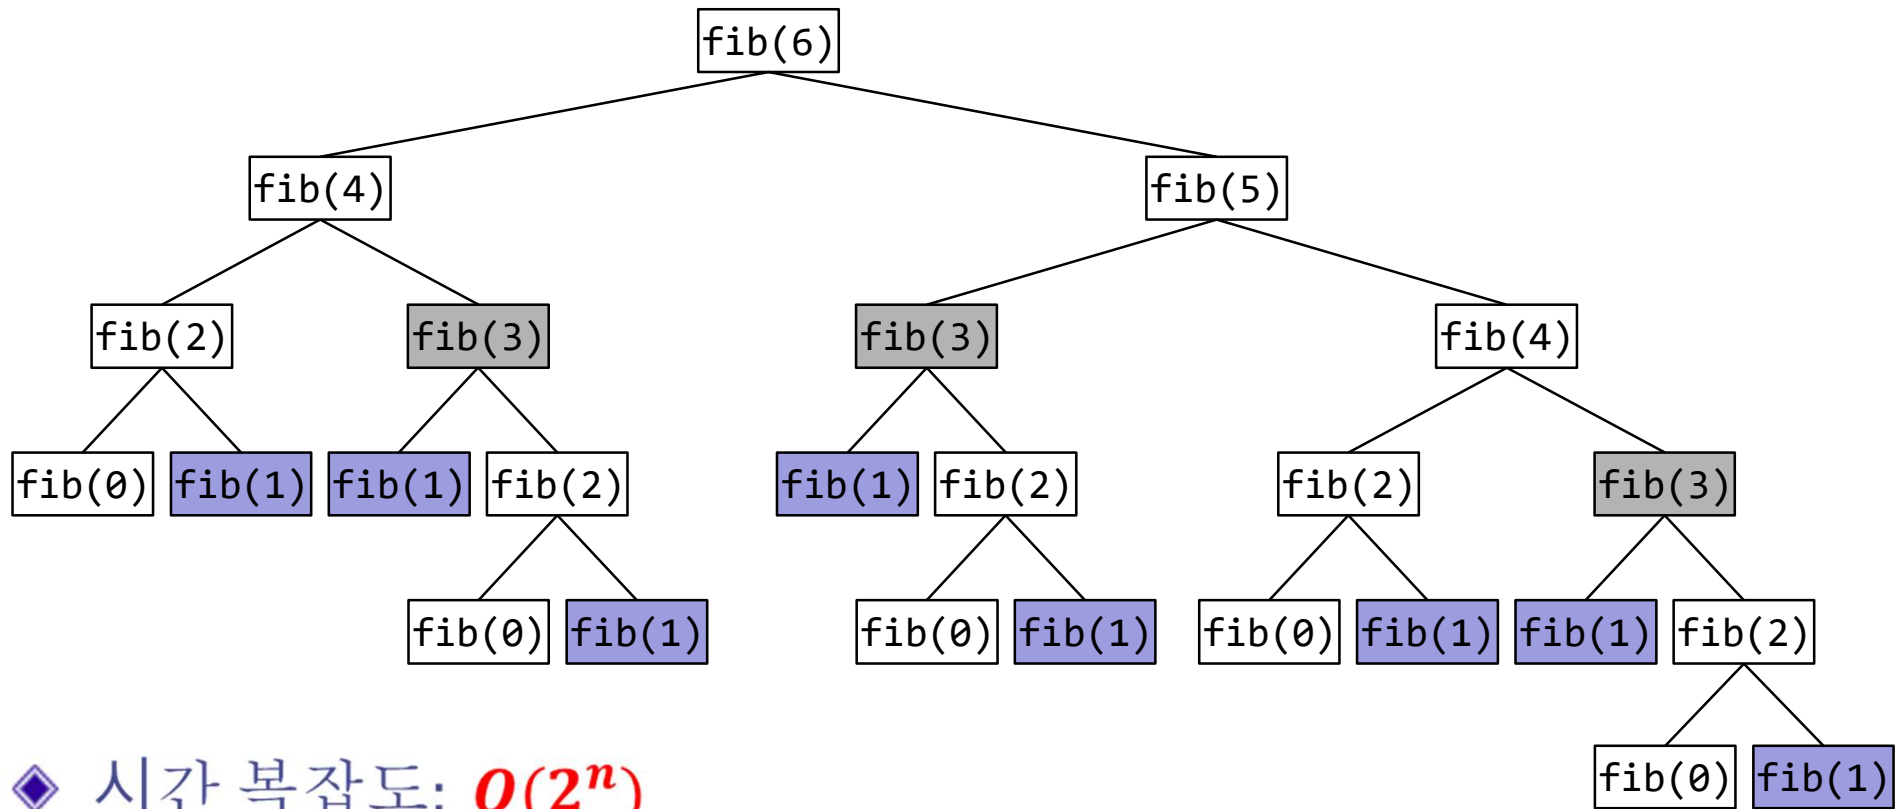 fib(6)
fib(4) fib(5)
fib(2) fib(3) fib(3) fib(4)
fib(0) fib(1) fib(1) fib(2) fib(1) fib(2) fib(2) fib(3)
fib(0) fib(1) fib(0) fib(1) fib(0) fib(1) fib(1) fib(2)
fib(0) fib(1)
시간 복잡도: O(2ⁿ)